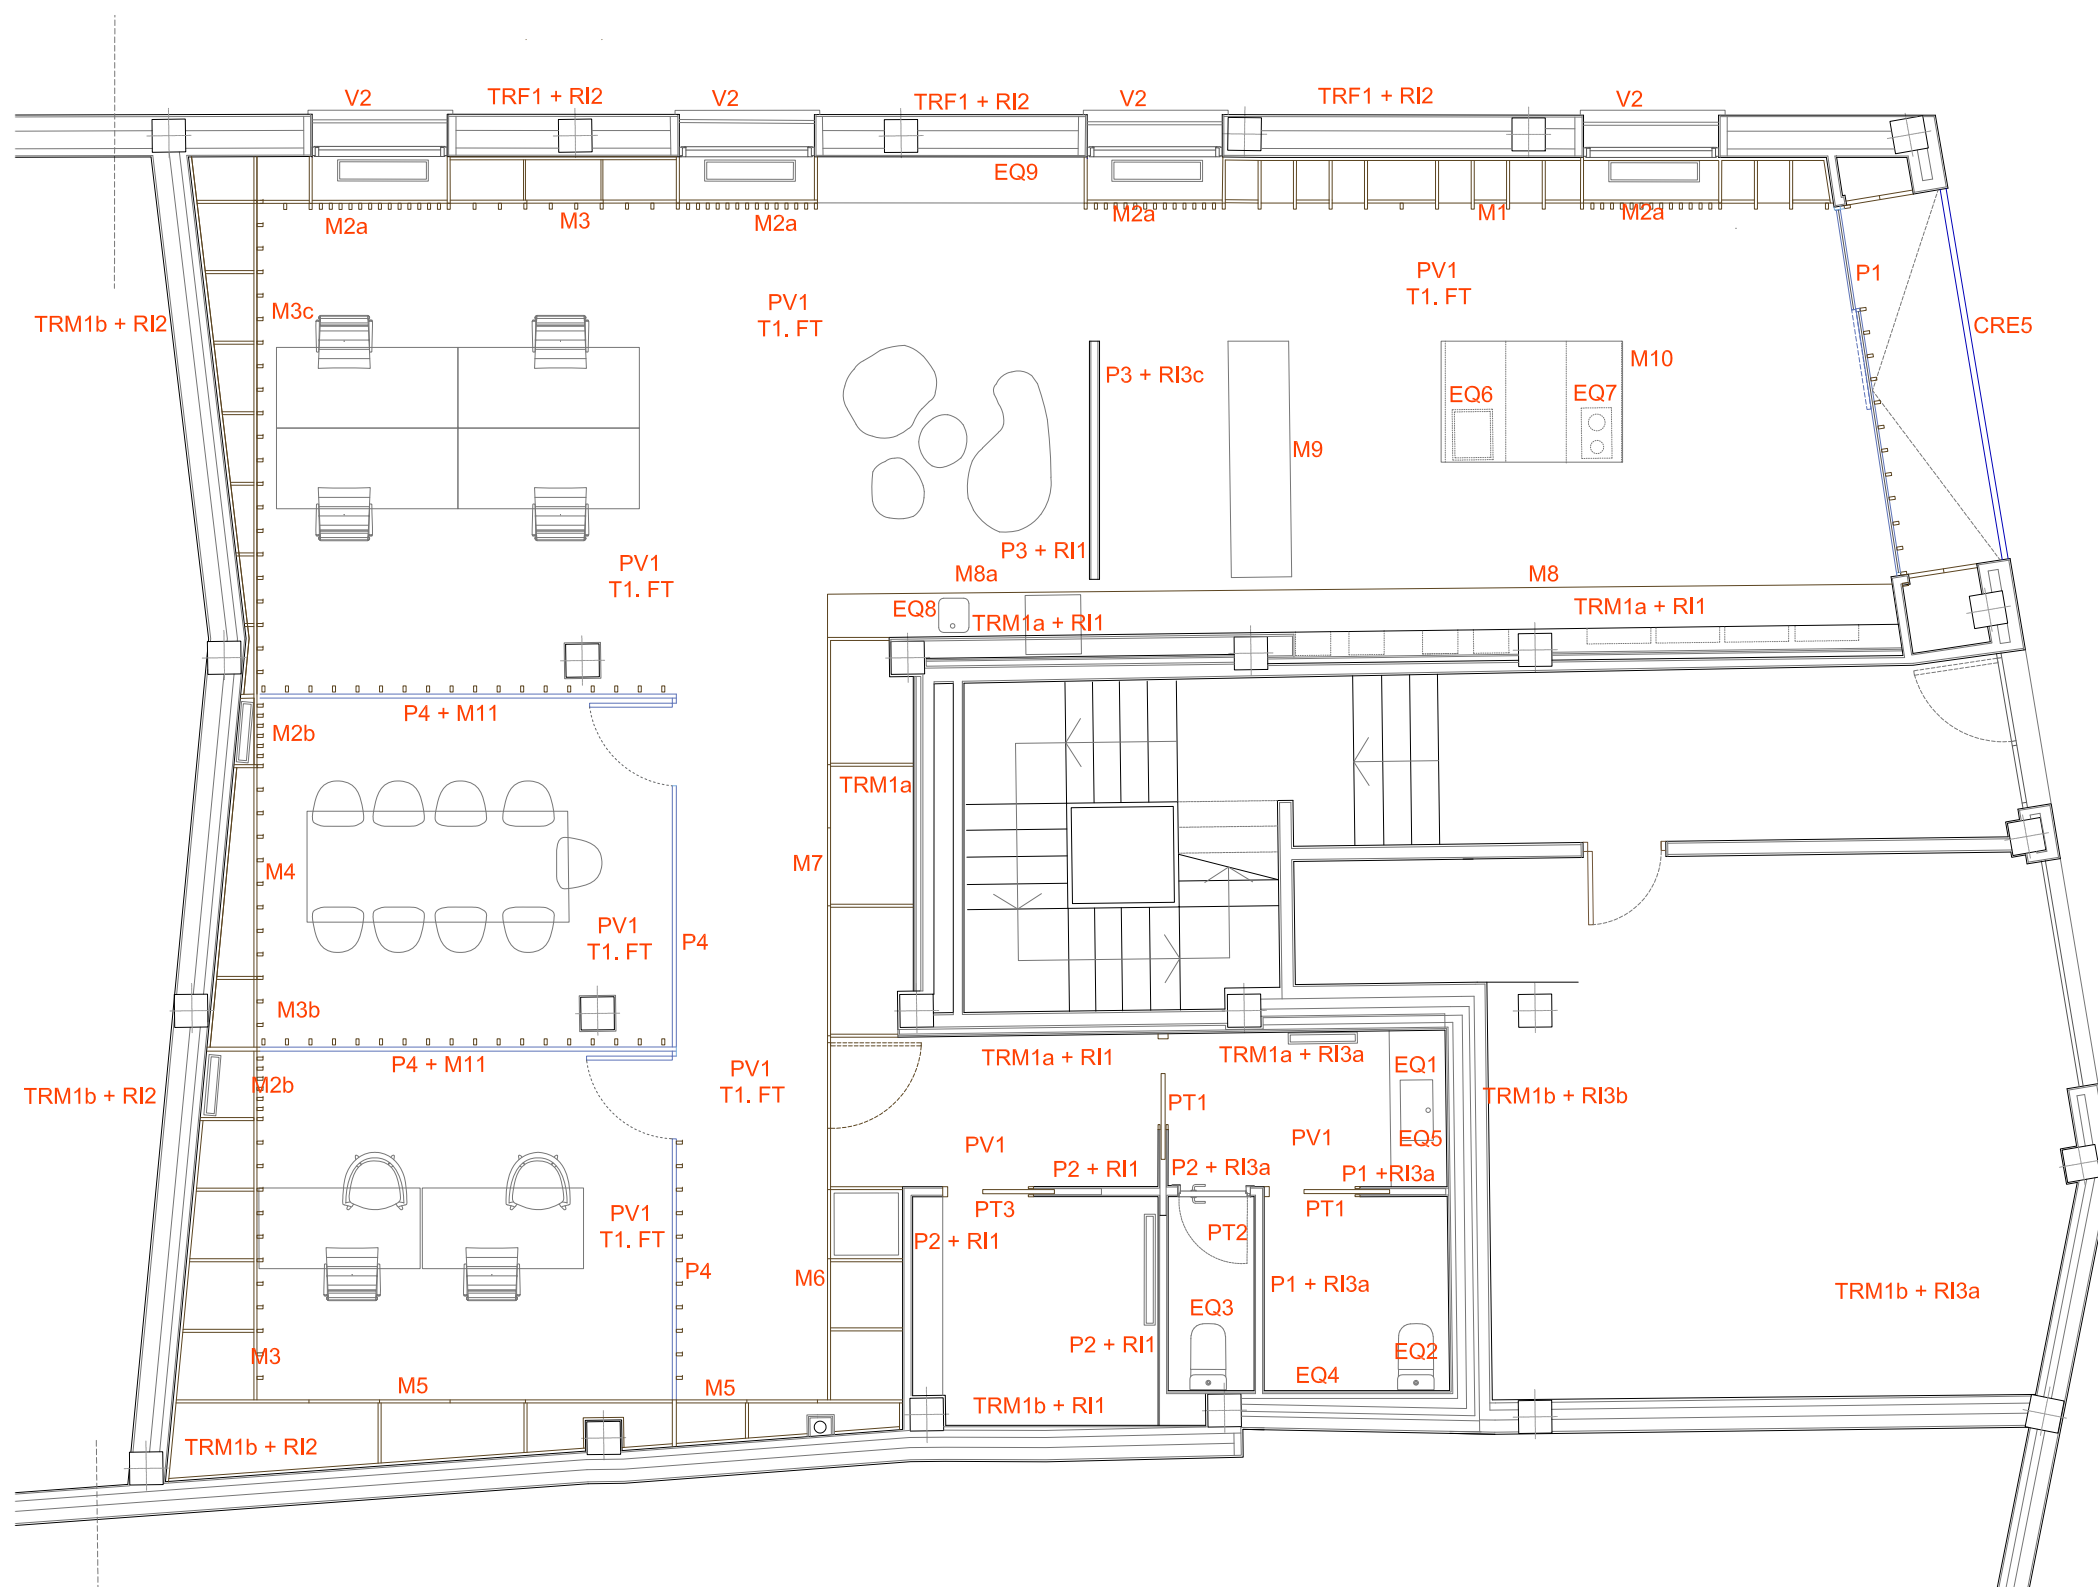 V2
TRF1 + RI2
V2
TRF1 + RI2
V2
TRF1 + RI2
V2
EQ9
M2a
M3
M2a
M2a
M1
M2a
P1
PV1
T1. FT
PV1
T1. FT
M3c
TRM1b + RI2
CRE5
M10
P3 + RI3c
EQ6
EQ7
M9
P3 + RI1
PV1
T1. FT
M8a
M8
EQ8
TRM1a + RI1
TRM1a + RI1
P4 + M11
M2b
TRM1a
M7
M4
PV1
T1. FT
P4
M3b
P4 + M11
M2b
TRM1b + RI2
PV1
T1. FT
TRM1a + RI1
TRM1a + RI3a
EQ1
TRM1b + RI3b
PT1
PV1
PV1
EQ5
P2 + RI1
P2 + RI3a
P1 +RI3a
PT3
PT1
PV1
T1. FT
P2 + RI1
PT2
P4
M6
P1 + RI3a
TRM1b + RI3a
EQ3
P2 + RI1
EQ2
M3
M5
M5
EQ4
TRM1b + RI1
TRM1b + RI2